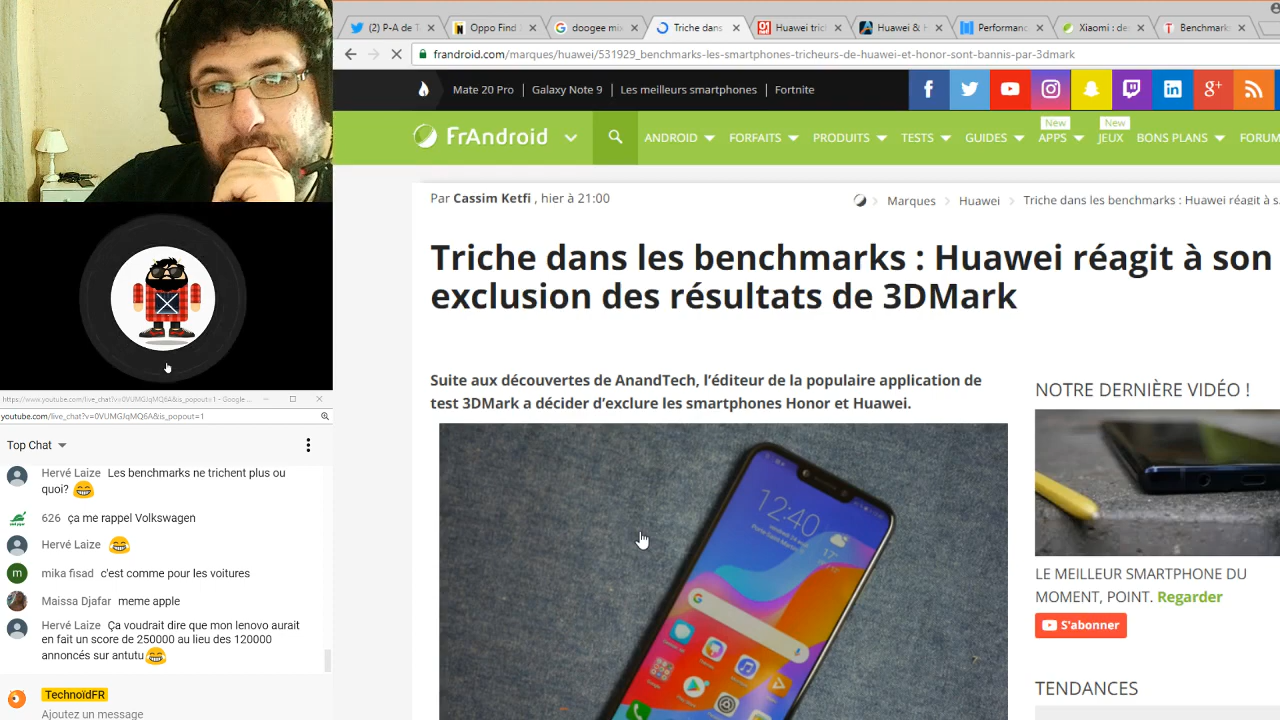 (2) P-A de T
Oppo Find
doogee mix
Triche dans
Huawei tric
Huawei &
Performanc
Xiaomi : de
Benchmark
frandroid.com/marques/huawei/531929_benchmarks-les-smartphones-tricheurs-de-huawei-et-honor-sont-bannis-par-3dmark
Mate 20 Pro
Galaxy Note 9
Les meilleurs smartphones
Fortnite
FrAndroid
ANDROID
FORFAITS
PRODUITS
TESTS
GUIDES
New
APPS
New
JEUX
BONS PLANS
FORUM
Par Cassim Ketfi , hier à 21:00
Marques
Huawei
Triche dans les benchmarks : Huawei réagit à s
Triche dans les benchmarks : Huawei réagit à son
exclusion des résultats de 3DMark
Suite aux découvertes de AnandTech, l'éditeur de la populaire application de
test 3DMark a décider d'exclure les smartphones Honor et Huawei.
12:40
17°
NOTRE DERNIÈRE VIDÉO !
LE MEILLEUR SMARTPHONE DU
MOMENT, POINT. Regarder
S'abonner
TENDANCES
https://www.youtube.com/live_chat?v=0VUMGJqMQ6A&is_popout=1 - Google ...
youtube.com/live_chat?v=0VUMGJqMQ6A&is_popout=1
Top Chat
Hervé Laize Les benchmarks ne trichent plus ou
quoi? 😂
626 ça me rappel Volkswagen
Hervé Laize 😂
m
mika fisad c'est comme pour les voitures
Maissa Djafar meme apple
Hervé Laize Ça voudrait dire que mon lenovo aurait
en fait un score de 250000 au lieu des 120000
annoncés sur antutu😂
TechnoïdFR
Ajoutez un message